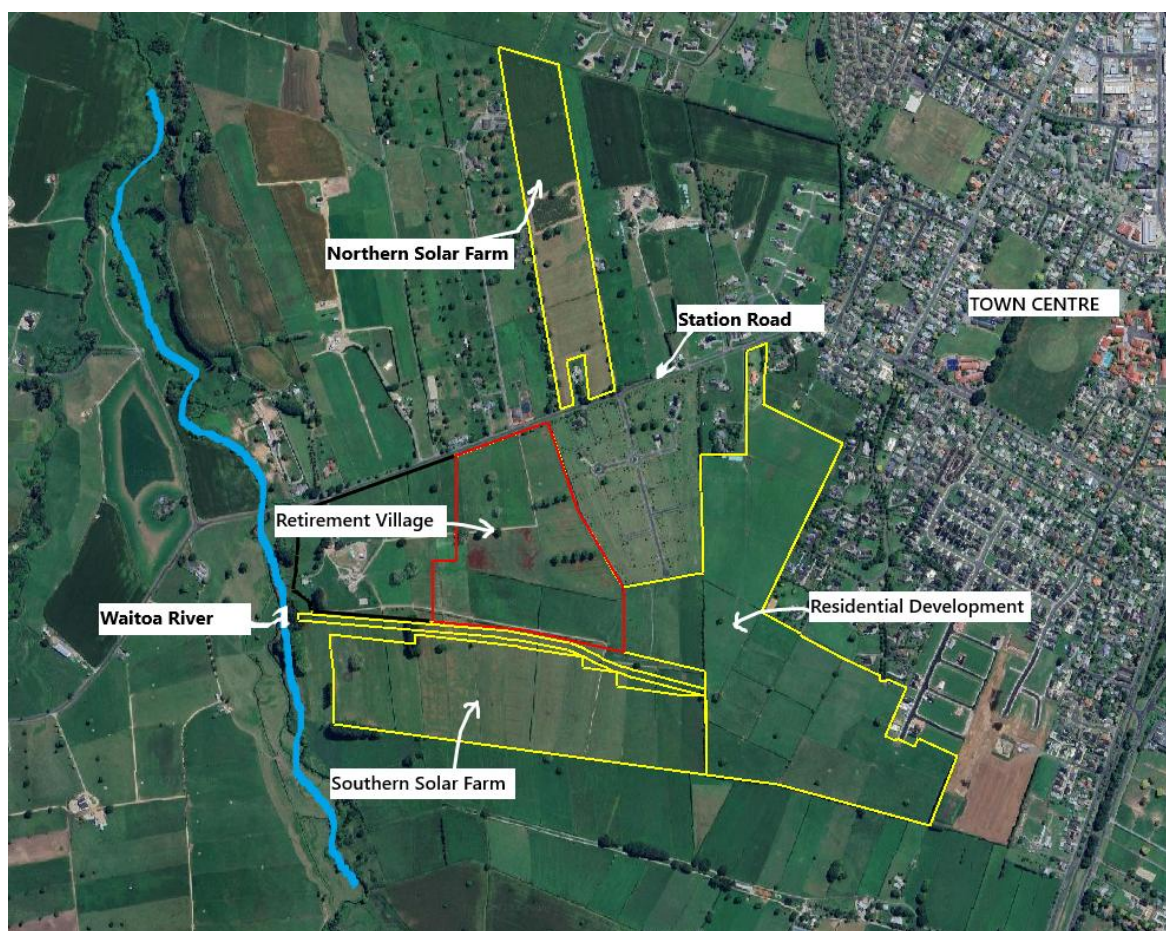 Northern Solar Farm
TOWN CENTRE
Station Road
Retirement Village
Residential Development
Waitoa River
Southern Solar Farm